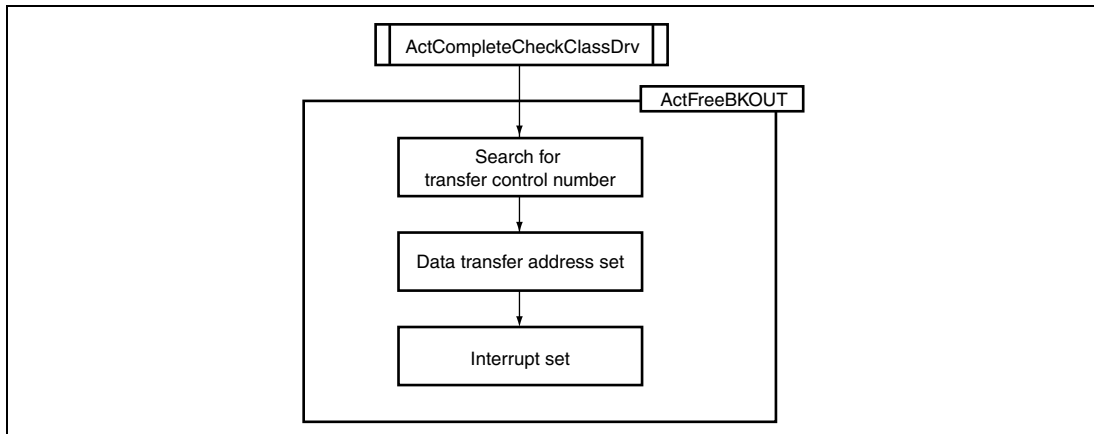 ActCompleteCheckClassDrv
ActFreeBKOUT
Search for
transfer control number
Data transfer address set
Interrupt set